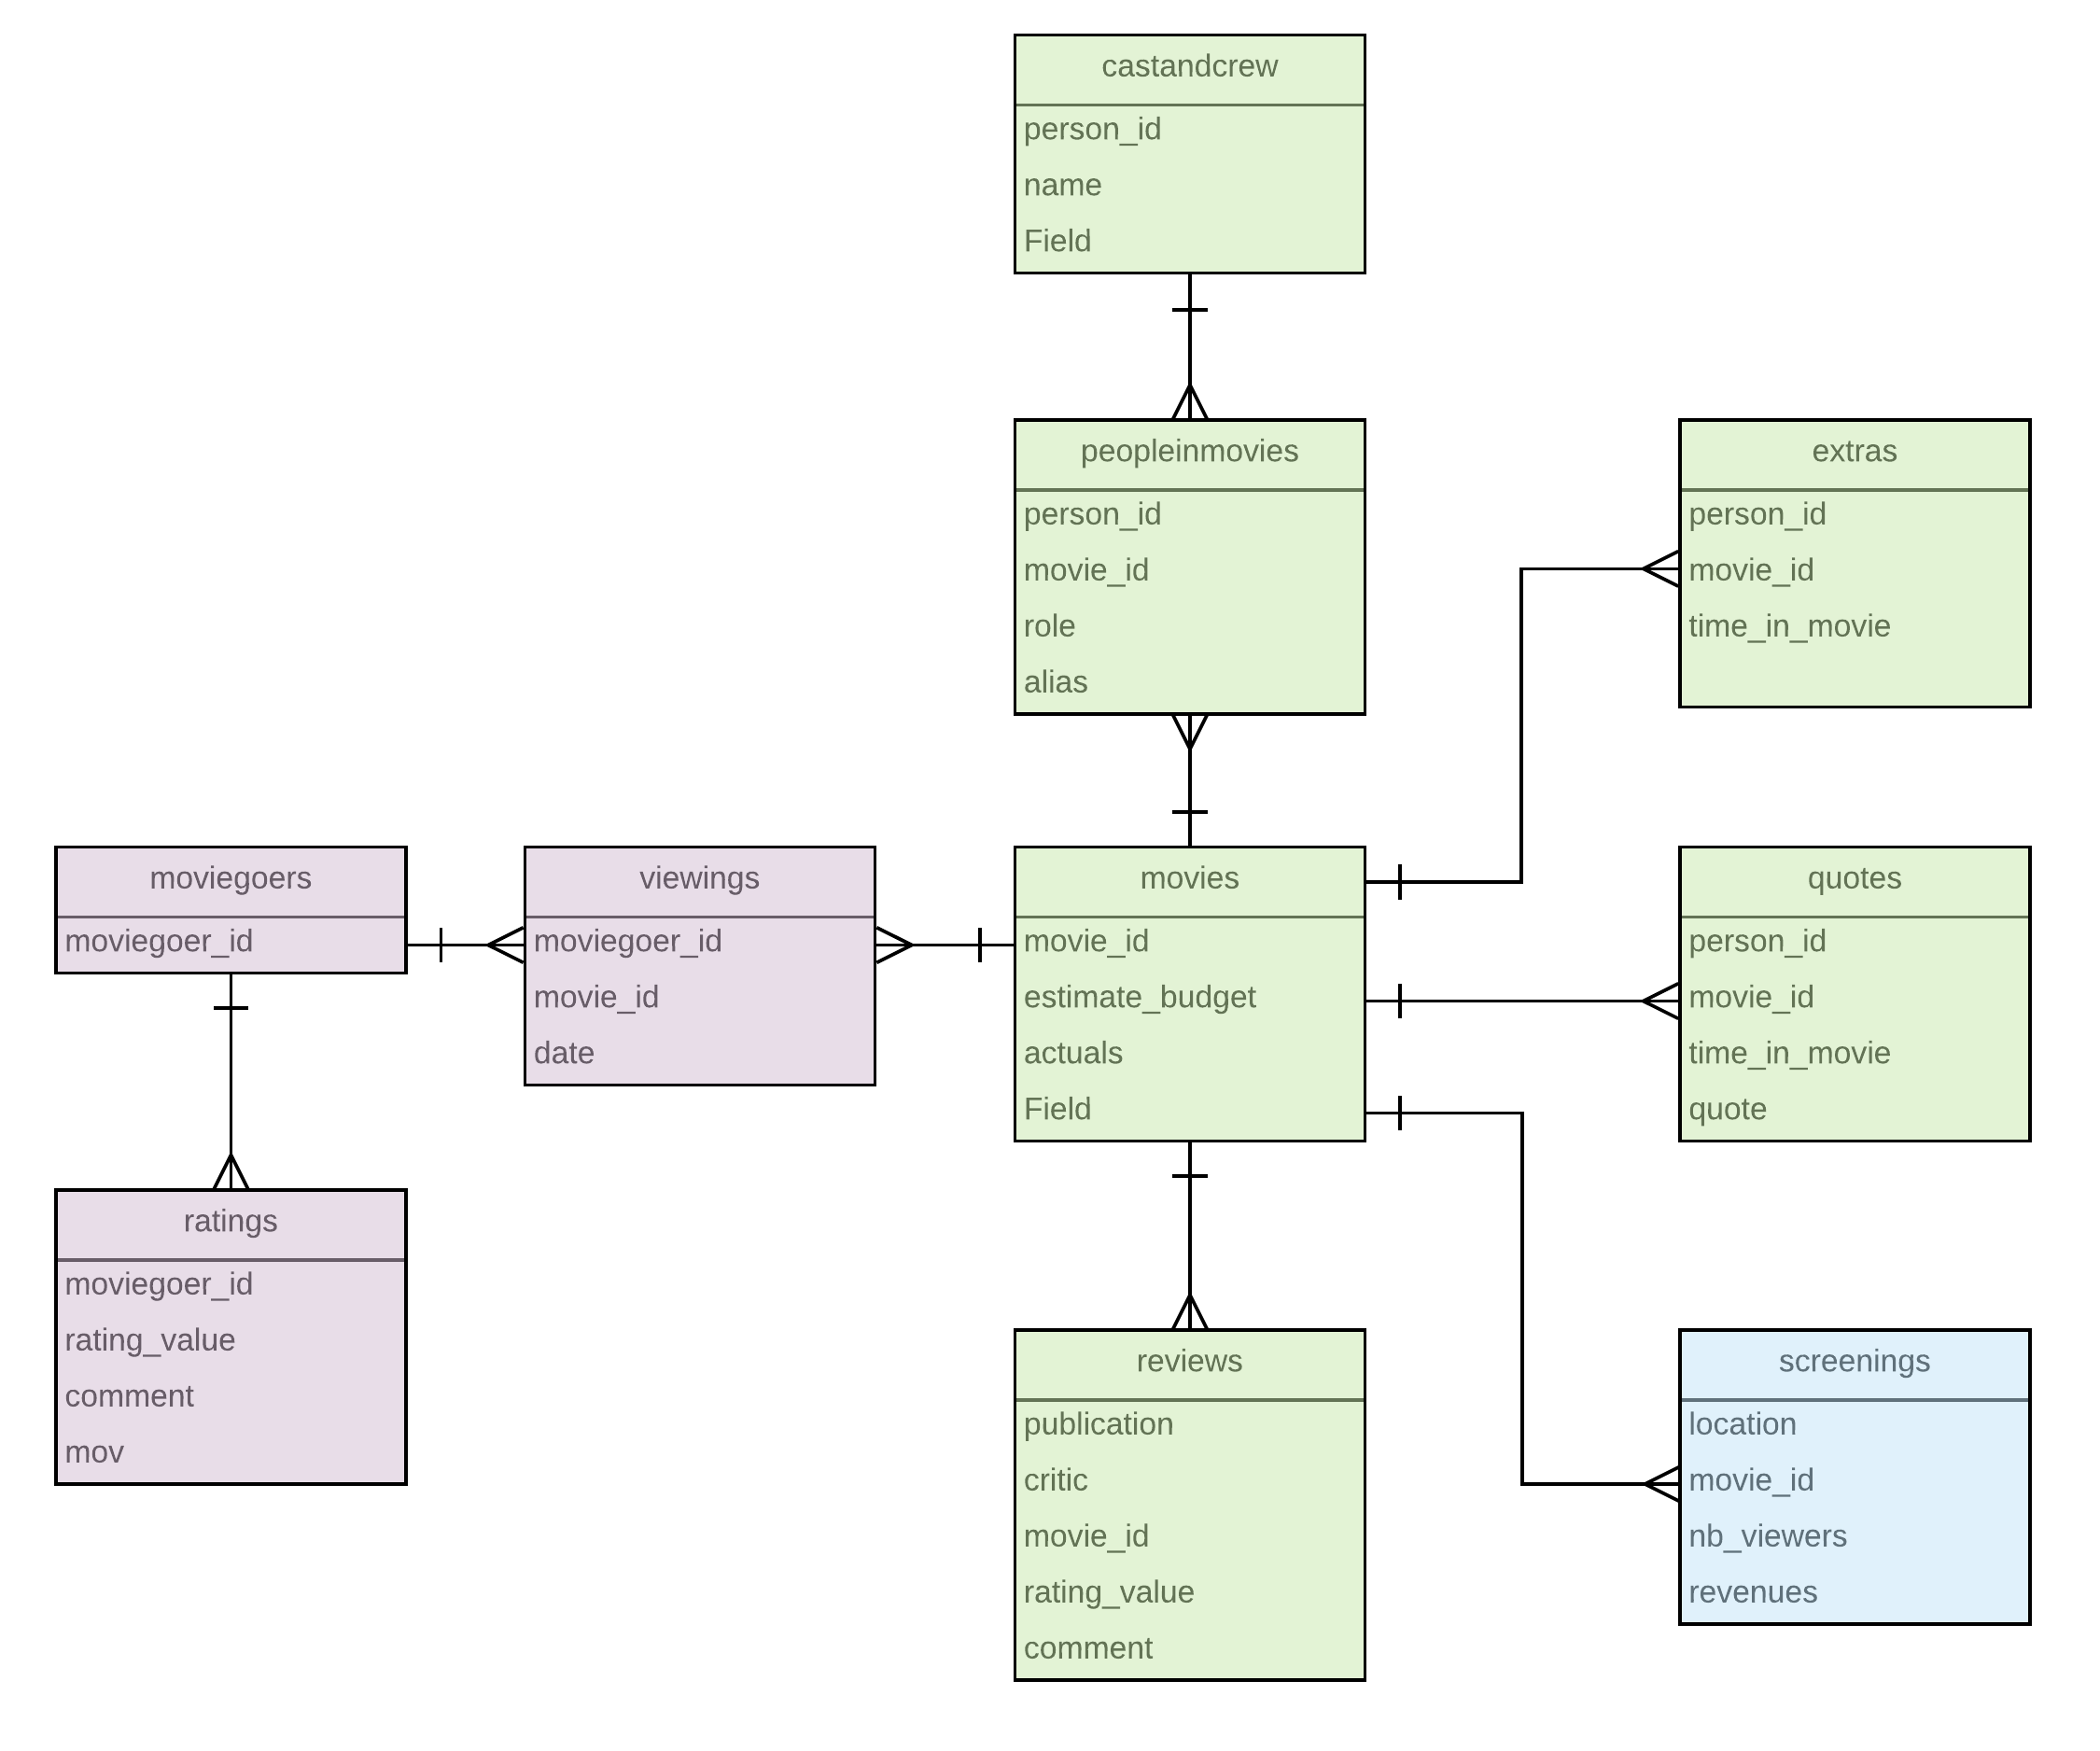 castandcrew
person_id
name
Field
peopleinmovies
person_id
movie_id
role
alias
extras
person_id
movie_id
time_in_movie
moviegoers
moviegoer_id
viewings
moviegoer_id
movie_id
date
movies
movie_id
estimate_budget
actuals
Field
quotes
person_id
movie_id
time_in_movie
quote
ratings
moviegoer_id
rating_value
comment
mov
reviews
publication
critic
movie_id
rating_value
comment
screenings
location
movie_id
nb_viewers
revenues